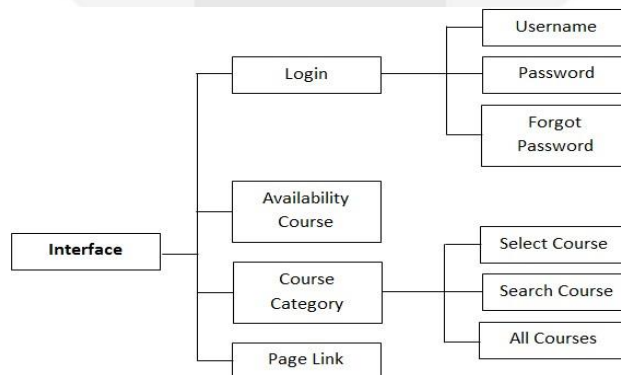 Username
Login
Password
Forgot
Password
Availability
Course
Interface
Course
Category
Select Course
Search Course
All Courses
Page Link